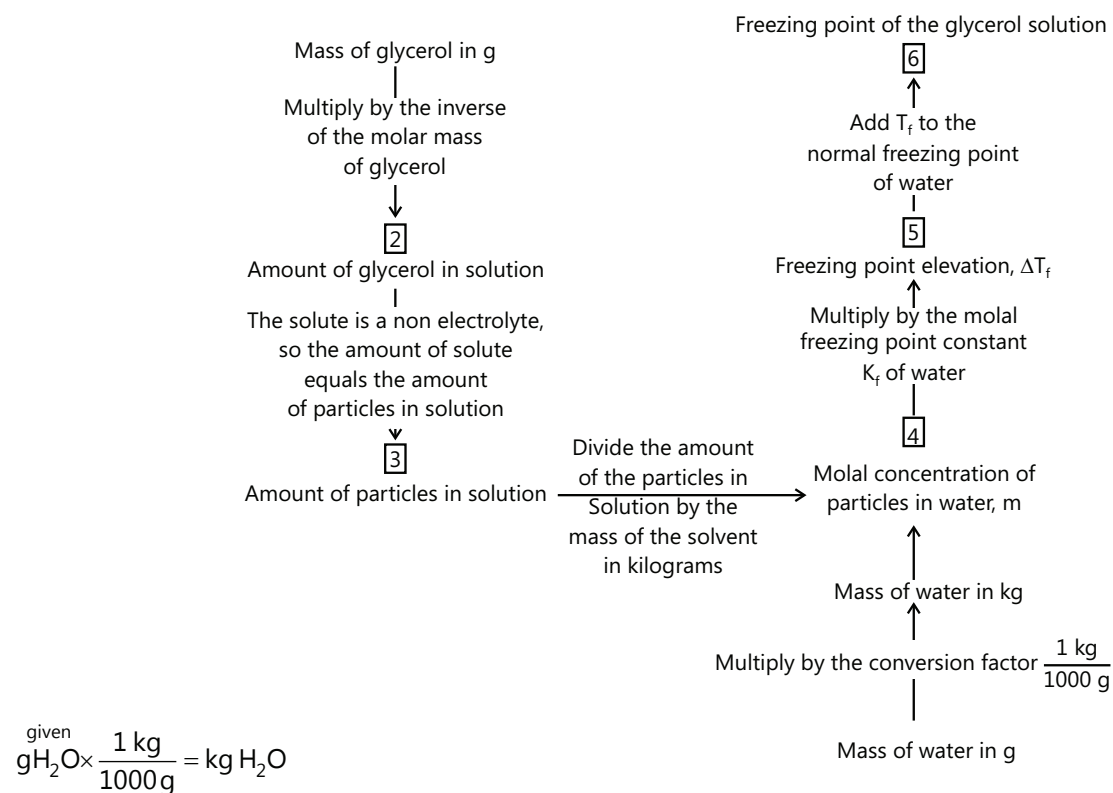 Mass of glycerol in g
Multiply by the inverse
of the molar mass
of glycerol
2
Amount of glycerol in solution
The solute is a non electrolyte,
so the amount of solute
equals the amount
of particles in solution
3
Amount of particles in solution
Divide the amount
of the particles in
Solution by the
mass of the solvent
in kilograms
Freezing point of the glycerol solution
6
Add T_f to the
normal freezing point
of water
5
Freezing point elevation, ΔT_f
Multiply by the molal
freezing point constant
K_f of water
4
Molal concentration of
particles in water, m
Mass of water in kg
Multiply by the conversion factor 1 kg / 1000 g
Mass of water in g
given
gH₂O× 1 kg / 1000 g = kg H₂O